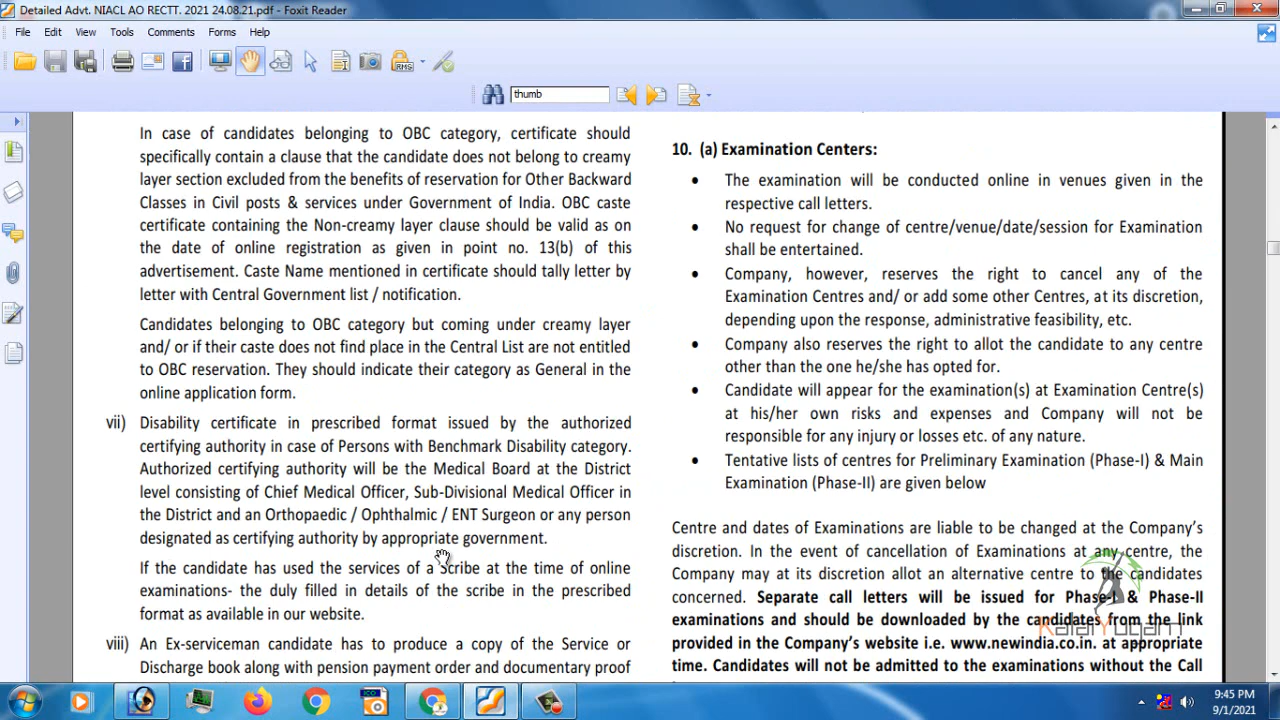 Detailed Advt. NIACL AO RECTT. 2021 24.08.21.pdf - Foxit Reader
File Edit View Tools Comments Forms Help
RMS
thumb
In case of candidates belonging to OBC category, certificate should
specifically contain a clause that the candidate does not belong to creamy
layer section excluded from the benefits of reservation for Other Backward
Classes in Civil posts & services under Government of India. OBC caste
certificate containing the Non-creamy layer clause should be valid as on
the date of online registration as given in point no. 13(b) of this
advertisement. Caste Name mentioned in certificate should tally letter by
letter with Central Government list / notification.
Candidates belonging to OBC category but coming under creamy layer
and/ or if their caste does not find place in the Central List are not entitled
to OBC reservation. They should indicate their category as General in the
online application form.
vii) Disability certificate in prescribed format issued by the authorized
certifying authority in case of Persons with Benchmark Disability category.
Authorized certifying authority will be the Medical Board at the District
level consisting of Chief Medical Officer, Sub-Divisional Medical Officer in
the District and an Orthopaedic / Ophthalmic / ENT Surgeon or any person
designated as certifying authority by appropriate government.
If the candidate has used the services of a Scribe at the time of online
examinations- the duly filled in details of the scribe in the prescribed
format as available in our website.
viii) An Ex-serviceman candidate has to produce a copy of the Service or
Discharge book along with pension payment order and documentary proof
10. (a) Examination Centers:
• The examination will be conducted online in venues given in the
respective call letters.
• No request for change of centre/venue/date/session for Examination
shall be entertained.
• Company, however, reserves the right to cancel any of the
Examination Centres and/ or add some other Centres, at its discretion,
depending upon the response, administrative feasibility, etc.
• Company also reserves the right to allot the candidate to any centre
other than the one he/she has opted for.
• Candidate will appear for the examination(s) at Examination Centre(s)
at his/her own risks and expenses and Company will not be
responsible for any injury or losses etc. of any nature.
• Tentative lists of centres for Preliminary Examination (Phase-I) & Main
Examination (Phase-II) are given below
Centre and dates of Examinations are liable to be changed at the Company's
discretion. In the event of cancellation of Examinations at any centre, the
Company may at its discretion allot an alternative centre to the candidates
concerned. Separate call letters will be issued for Phase-I & Phase-II
examinations and should be downloaded by the candidates from the link
provided in the Company's website i.e. www.newindia.co.in. at appropriate
time. Candidates will not be admitted to the examinations without the Call
KalaiYugam
9:45 PM
9/1/2021